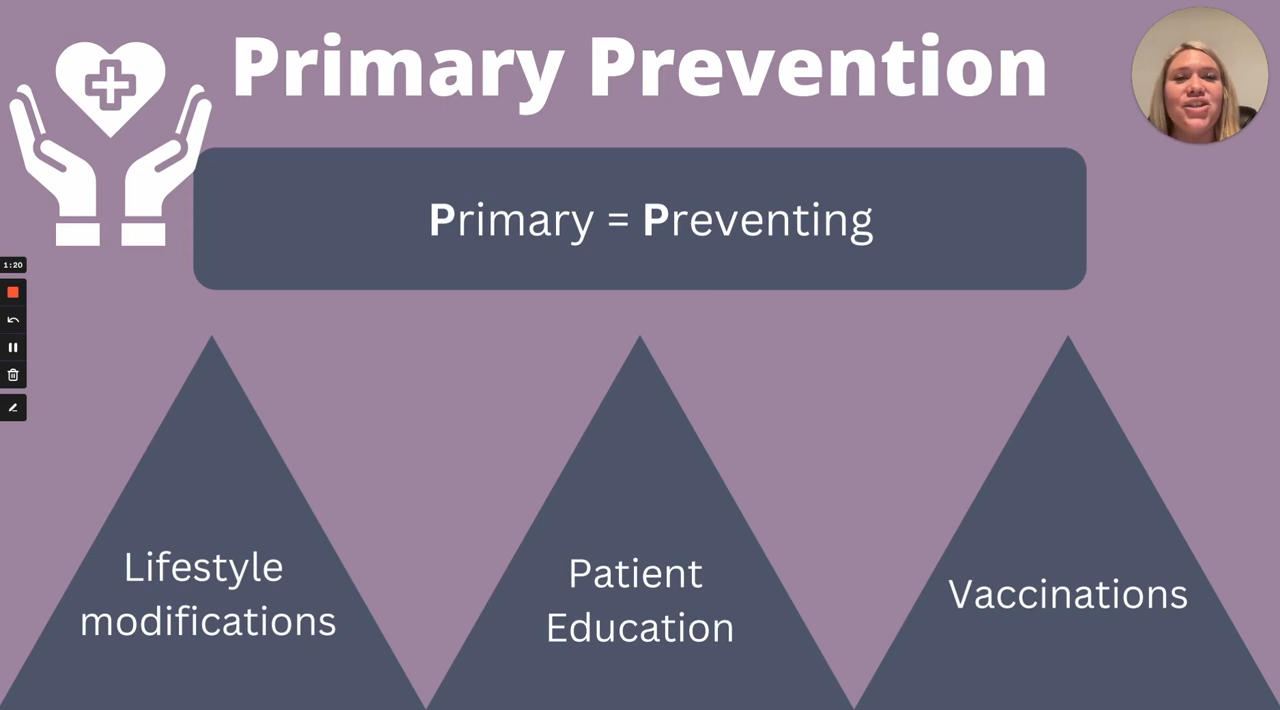 Primary Prevention
Primary = Preventing
1:20
Lifestyle
modifications
Patient
Education
Vaccinations